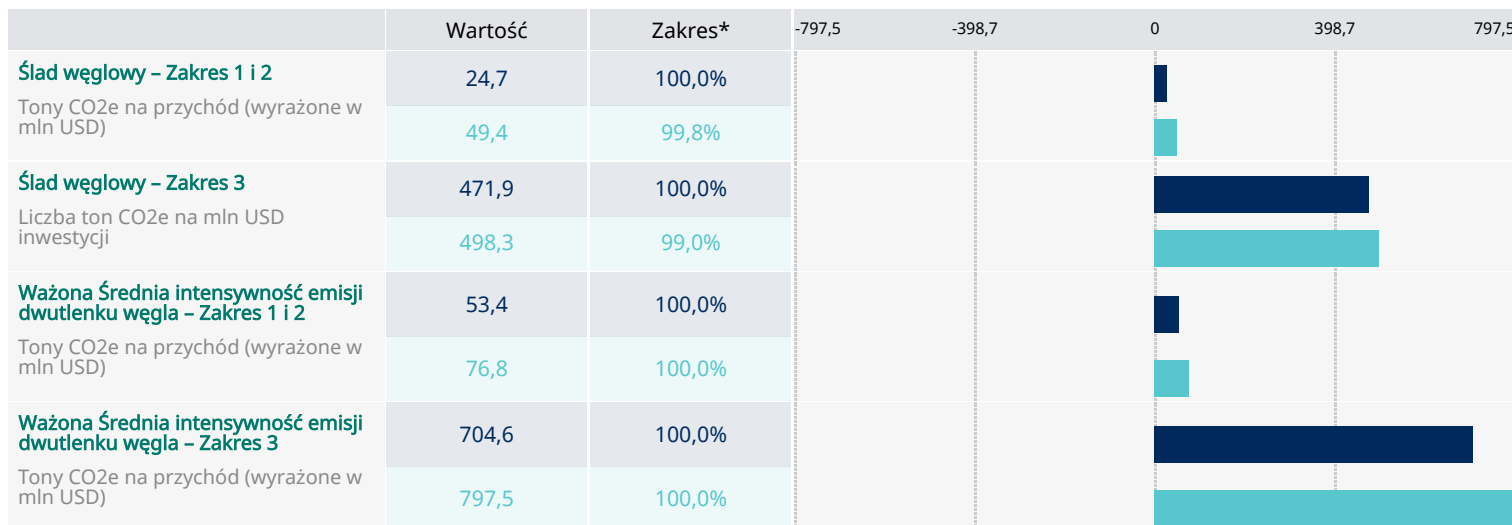 Wartość Zakres* -797,5 -398,7 0 398,7 797,5
Ślad węglowy – Zakres 1 i 2
Tony CO2e na przychód (wyrażone w
mln USD)
24,7 100,0%
49,4 99,8%
Ślad węglowy – Zakres 3
Liczba ton CO2e na mln USD
inwestycji
471,9 100,0%
498,3 99,0%
Ważona Średnia intensywność emisji
dwutlenku węgla – Zakres 1 i 2
Tony CO2e na przychód (wyrażone w
mln USD)
53,4 100,0%
76,8 100,0%
Ważona Średnia intensywność emisji
dwutlenku węgla – Zakres 3
Tony CO2e na przychód (wyrażone w
mln USD)
704,6 100,0%
797,5 100,0%